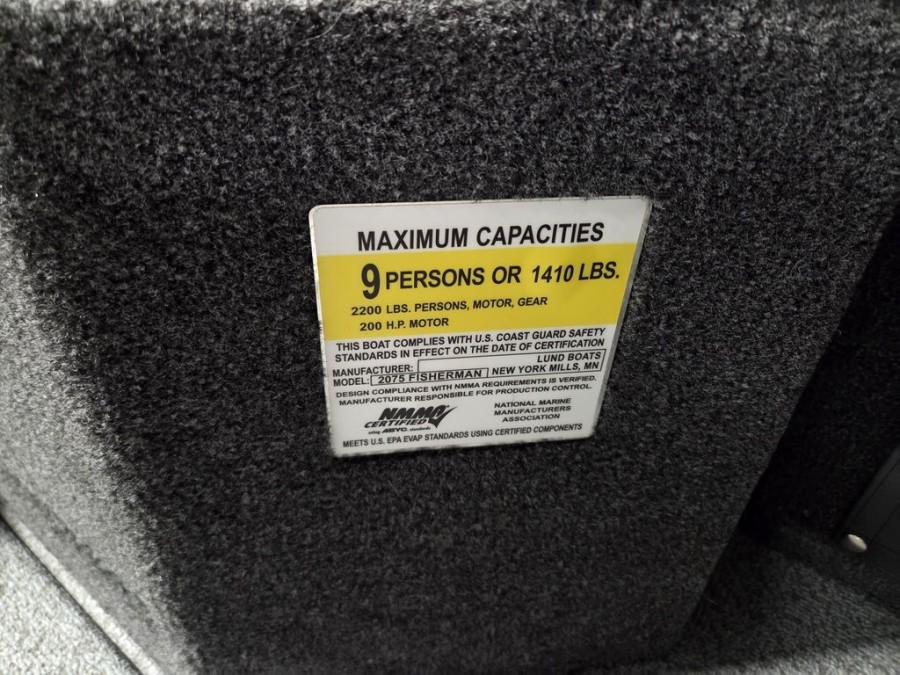 MAXIMUM CAPACITIES
9 PERSONS OR 1410 LBS.
2200 LBS. PERSONS, MOTOR, GEAR
200 H.P. MOTOR
THIS BOAT COMPLIES WITH U.S. COAST GUARD SAFETY
STANDARDS IN EFFECT ON THE DATE OF CERTIFICATION
MANUFACTURER: LUND BOATS
NEW YORK MILLS, MN
MODEL: 2075 FISHERMAN
DESIGN COMPLIANCE WITH NMMA REQUIREMENTS IS VERIFIED.
MANUFACTURER RESPONSIBLE FOR PRODUCTION CONTROL.
NMMA
CERTIFIED
using ABYC standards
NATIONAL MARINE
MANUFACTURERS
ASSOCIATION
MEETS U.S. EPA EVAP STANDARDS USING CERTIFIED COMPONENTS